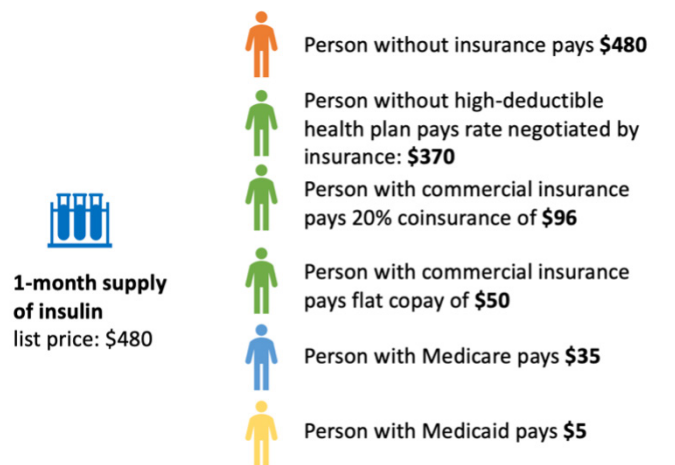 1-month supply
of insulin
list price: $480
Person without insurance pays $480
Person without high-deductible
health plan pays rate negotiated by
insurance: $370
Person with commercial insurance
pays 20% coinsurance of $96
Person with commercial insurance
pays flat copay of $50
Person with Medicare pays $35
Person with Medicaid pays $5